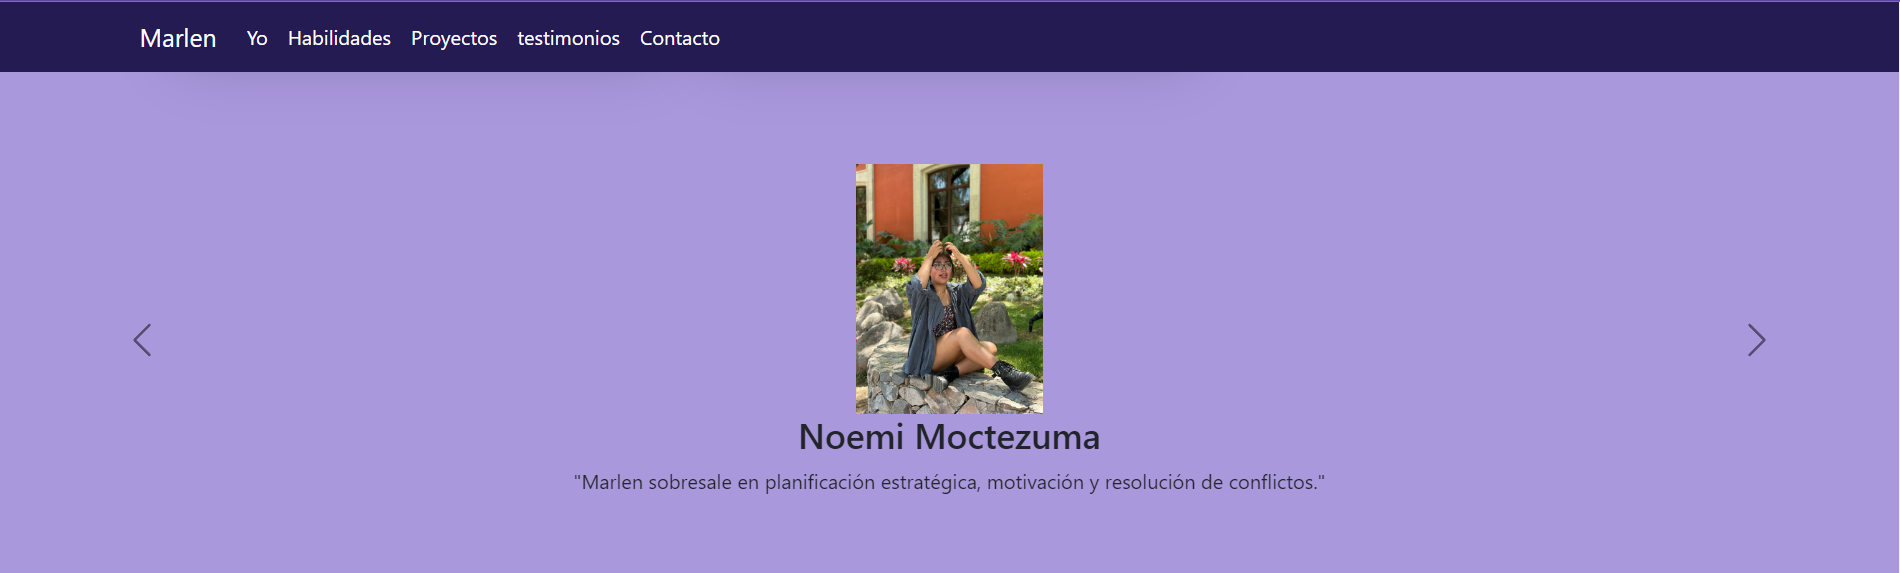 Marlen Yo Habilidades Proyectos testimonios Contacto
Noemi Moctezuma
"Marlen sobresale en planificación estratégica, motivación y resolución de conflictos."